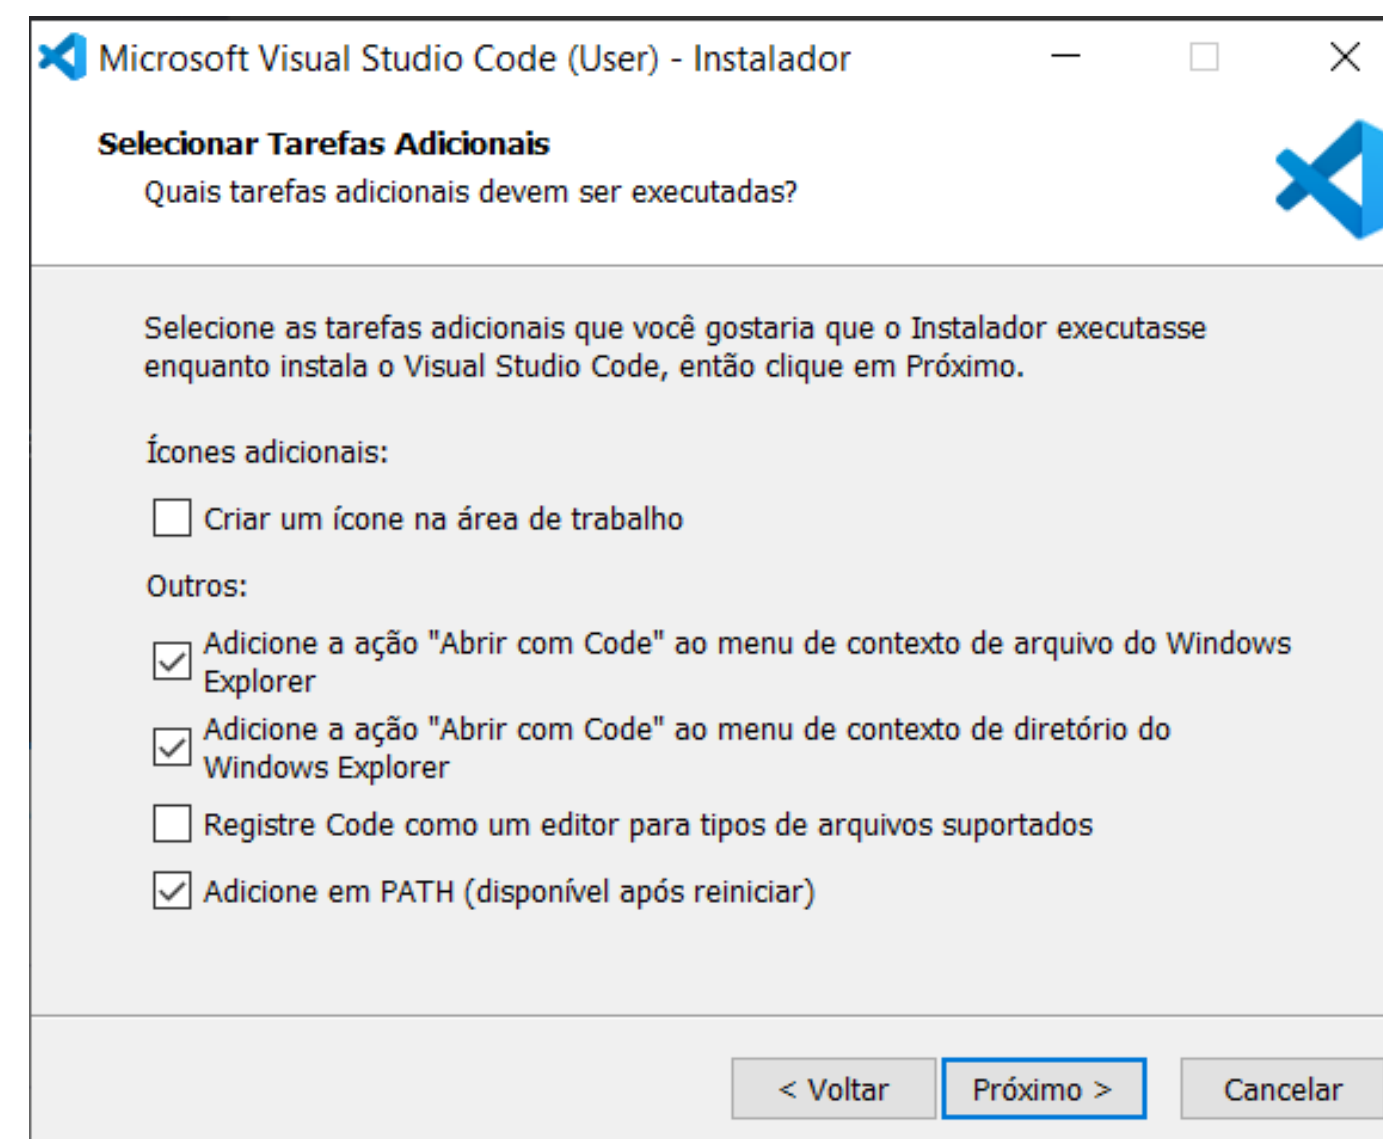 Microsoft Visual Studio Code (User) - Instalador
Selecionar Tarefas Adicionais
Quais tarefas adicionais devem ser executadas?
Selecione as tarefas adicionais que você gostaria que o Instalador executasse
enquanto instala o Visual Studio Code, então clique em Próximo.
Ícones adicionais:
Criar um ícone na área de trabalho
Outros:
Adicione a ação "Abrir com Code" ao menu de contexto de arquivo do Windows
Explorer
Adicione a ação "Abrir com Code" ao menu de contexto de diretório do
Windows Explorer
Registre Code como um editor para tipos de arquivos suportados
Adicione em PATH (disponível após reiniciar)
< Voltar
Próximo >
Cancelar